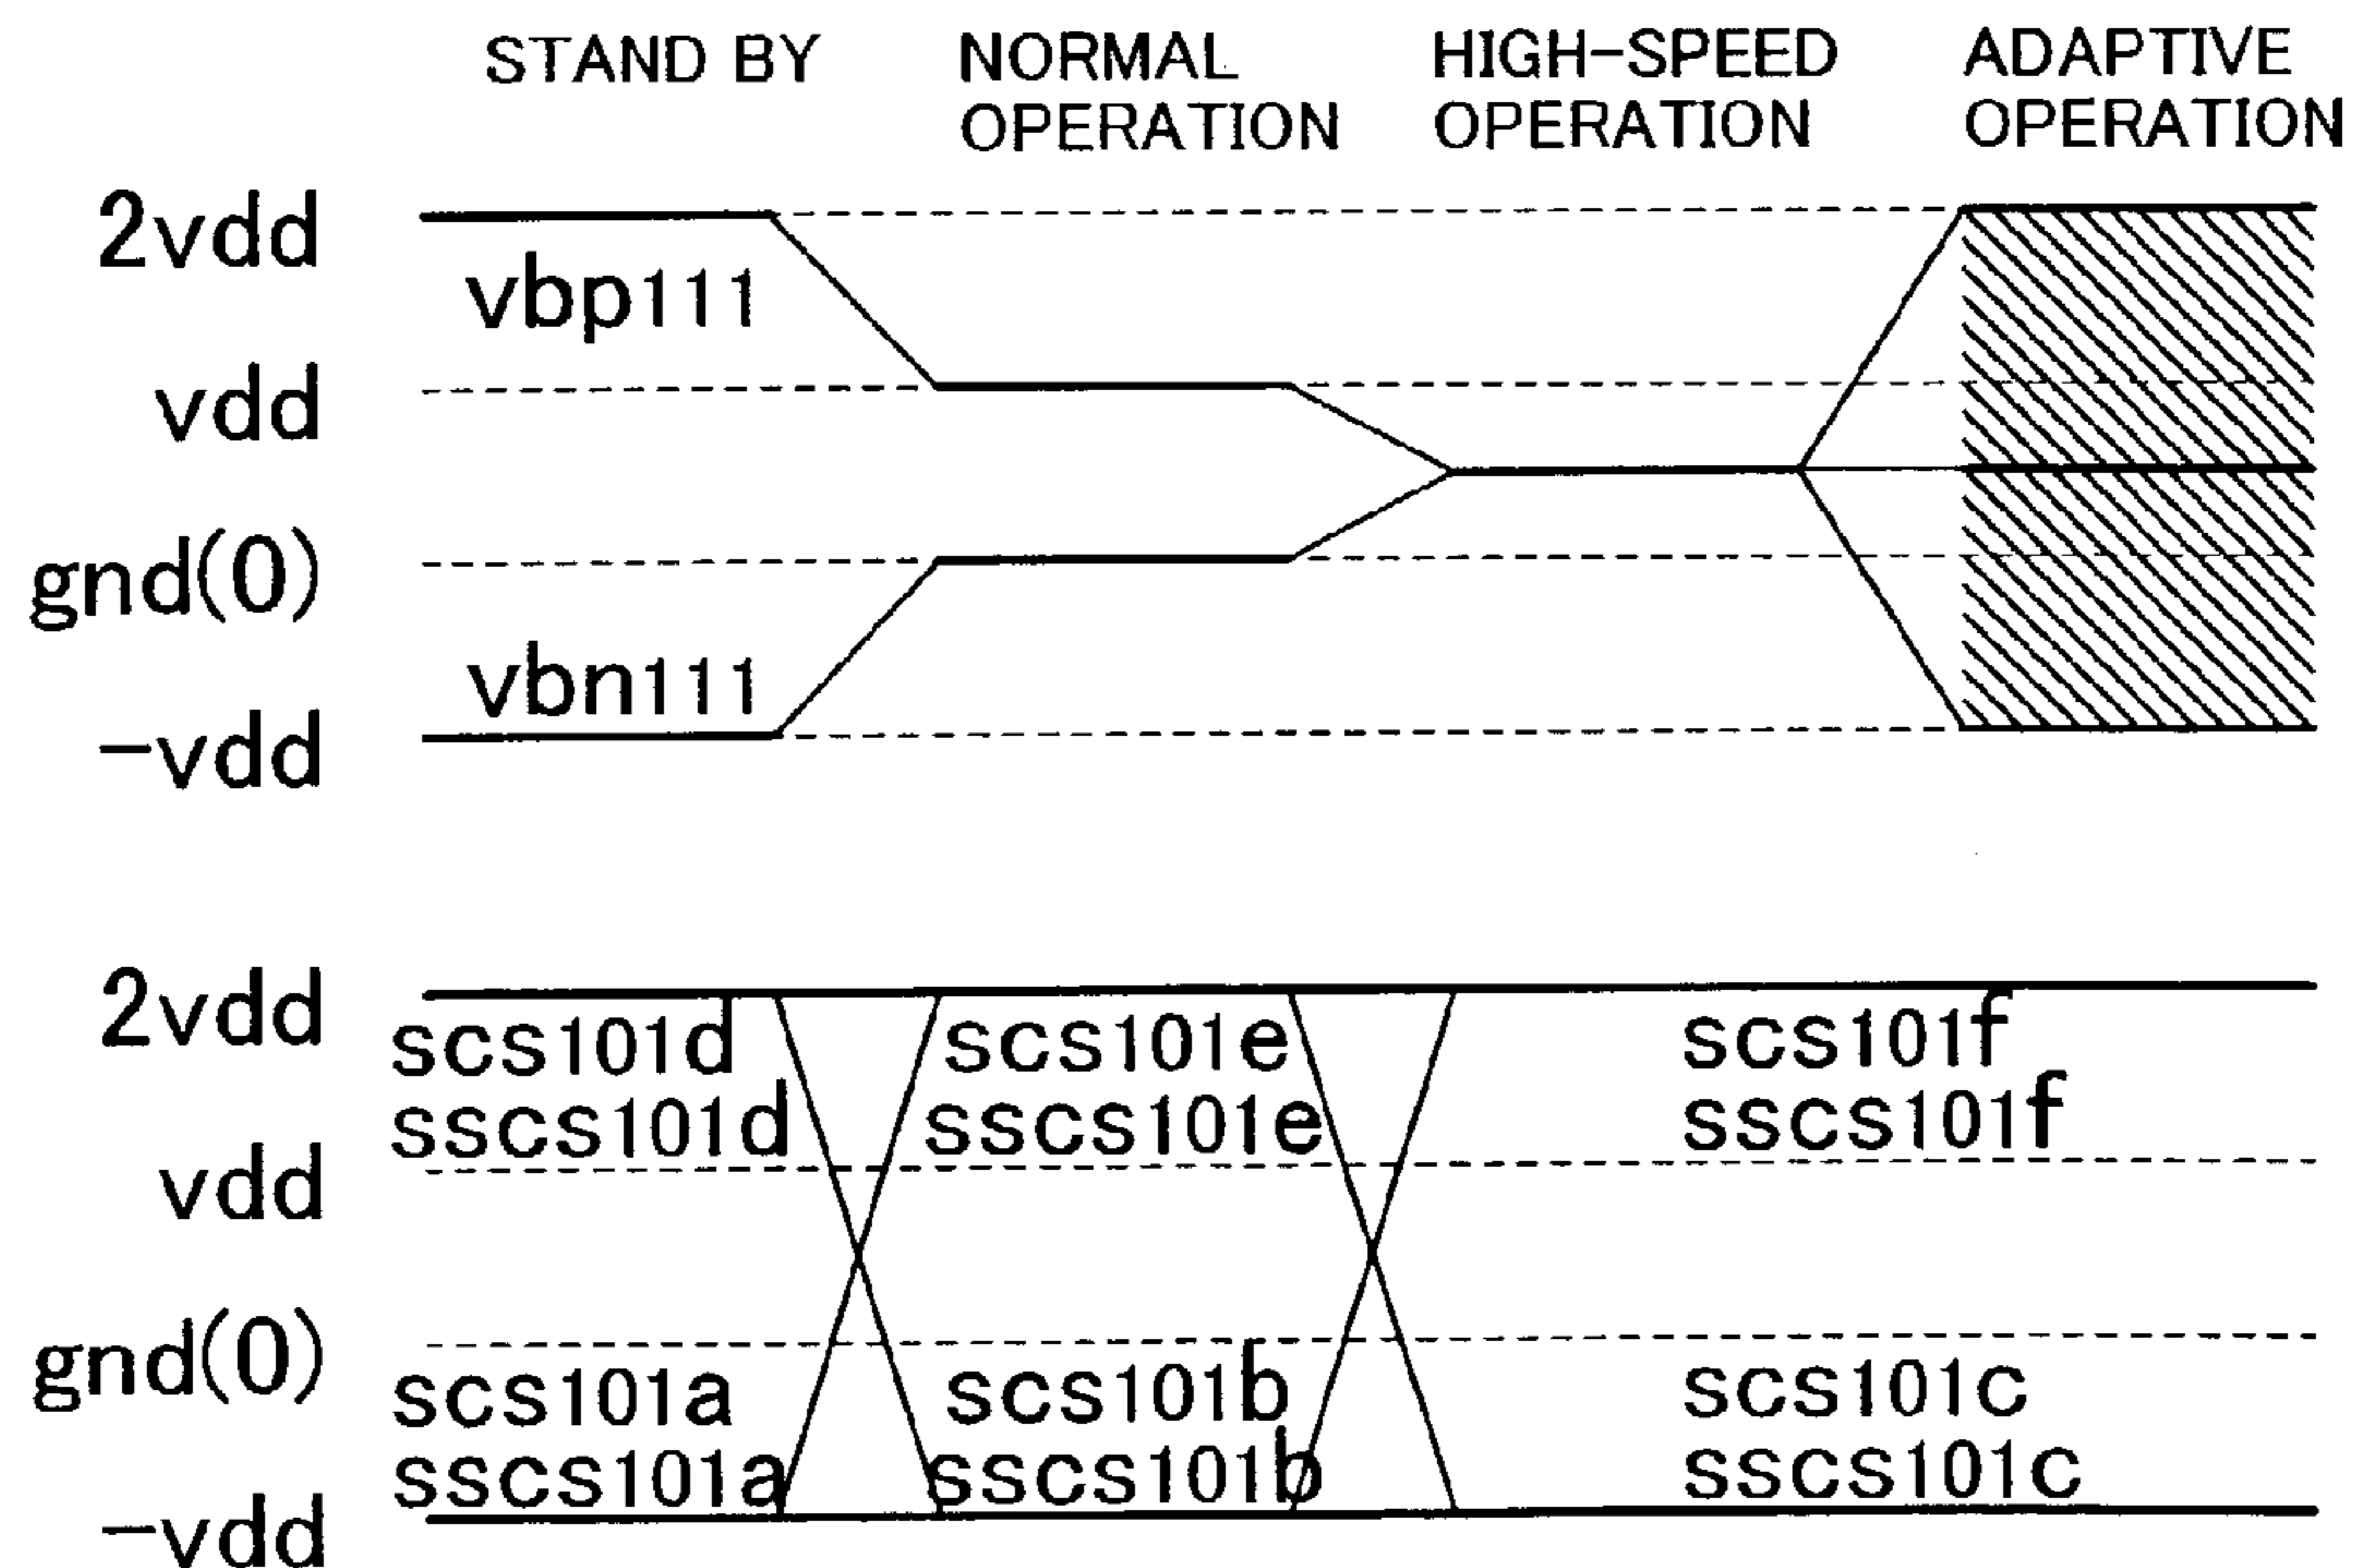 STAND BY
NORMAL
OPERATION
HIGH-SPEED
OPERATION
ADAPTIVE
OPERATION
2vdd
vbp111
vdd
gnd(0)
vbn111
-vdd
2vdd
scs101d
sscs101d
scs101e
sscs101e
scs101f
sscs101f
vdd
gnd(0)
scs101a
sscs101a
scs101b
sscs101b
scs101c
sscs101c
-vdd